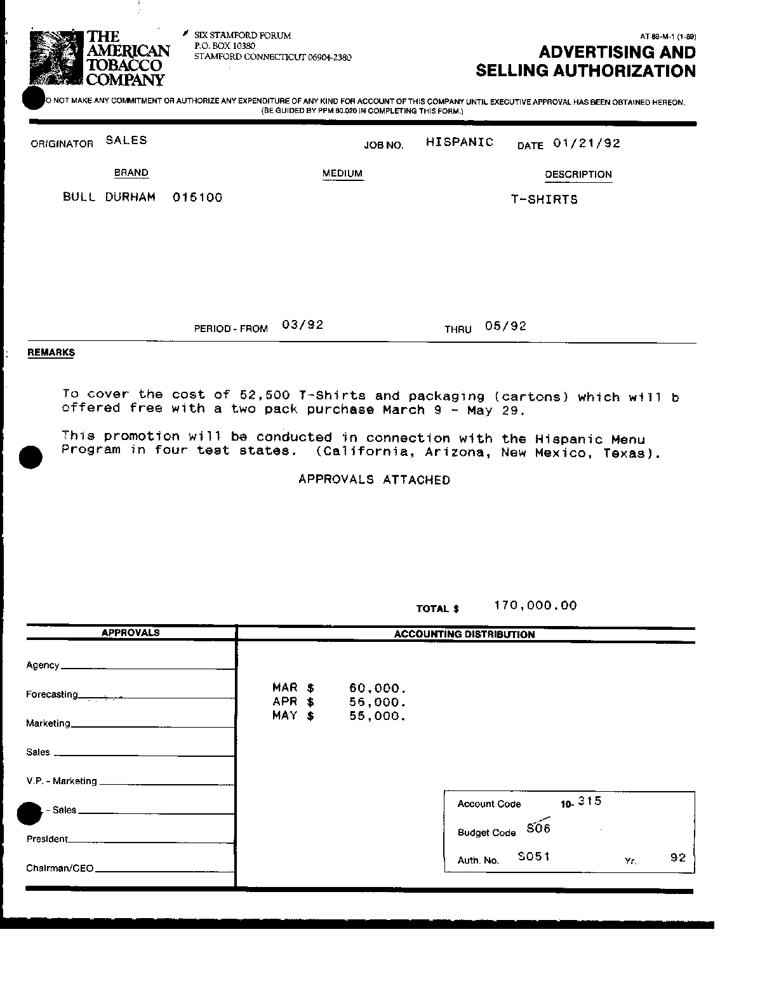 THE
AMERICAN
TOBACCO
COMPANY
SIX STAMFORD FORUM
P.O. BOX 10380
STAMFORD CONNECTICUT 06904-2380
AT 88-M-1 (1-89)
ADVERTISING AND
SELLING AUTHORIZATION
O NOT MAKE ANY COMMITMENT OR AUTHORIZE ANY EXPENDITURE OF ANY KIND FOR ACCOUNT OF THIS COMPANY UNTIL EXECUTIVE APPROVAL HAS BEEN OBTAINED HEREON.
(BE GUIDED BY PPM 80.020 IN COMPLETING THIS FORM.)
ORIGINATOR SALES JOB NO. HISPANIC DATE 01/21/92
BRAND MEDIUM DESCRIPTION
BULL DURHAM 015100 T-SHIRTS
PERIOD - FROM 03/92 THRU 05/92
REMARKS
To cover the cost of 52,500 T-Shirts and packaging (cartons) which will b
offered free with a two pack purchase March 9 - May 29.
This promotion will be conducted in connection with the Hispanic Menu
Program in four test states. (California, Arizona, New Mexico, Texas).
APPROVALS ATTACHED
TOTAL $ 170,000.00
APPROVALS ACCOUNTING DISTRIBUTION
Agency
Forecasting
MAR $ 60,000.
APR $ 55,000.
MAY $ 55,000.
Marketing
Sales
V.P. - Marketing
- Sales
President
Chairman/CEO
Account Code 10- 315
Budget Code S06
Auth. No. S051 Yr. 92